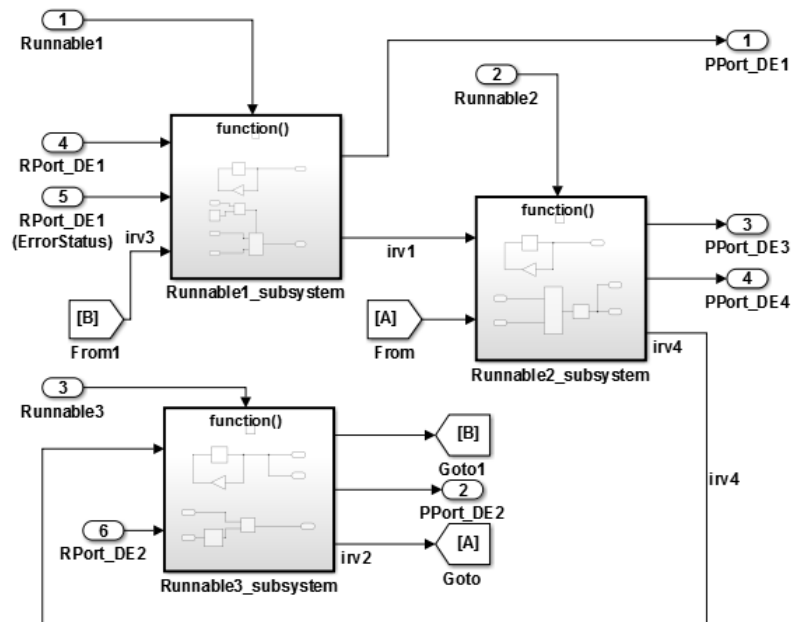 1
Runnable1
1
PPort_DE1
2
Runnable2
function()
4
RPort_DE1
5
RPort_DE1
(ErrorStatus)
irv3
irv1
[B]
From1
Runnable1_subsystem
function()
3
PPort_DE3
4
PPort_DE4
[A]
From
irv4
Runnable2_subsystem
3
Runnable3
function()
[B]
Goto1
2
PPort_DE2
irv4
6
RPort_DE2
irv2
[A]
Goto
Runnable3_subsystem